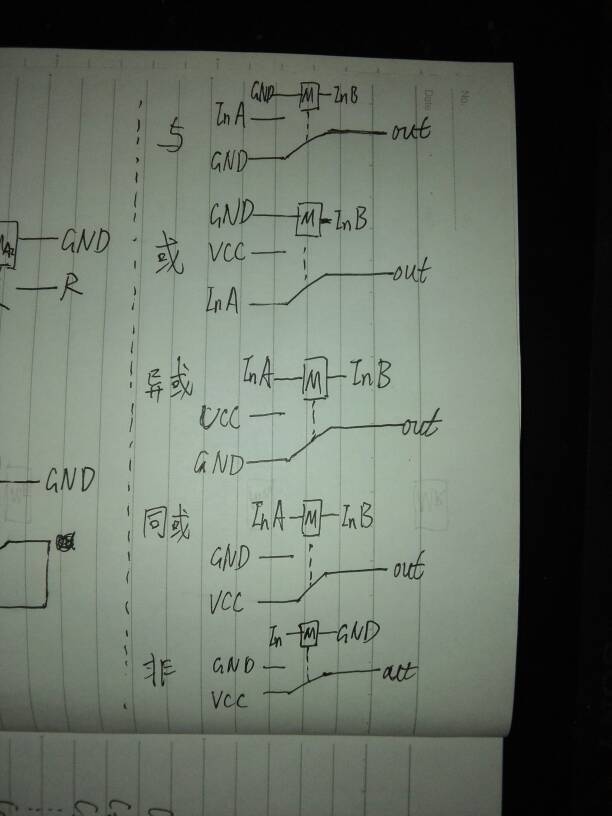 GND M InB
InA
与 GND out
GND M InB
GND
VCC
或 out
R
InA
InA M InB
异或
VCC
out
GND
GND
InA M InB
同或
GND
out
VCC
In M GND
GND
非 out
VCC
No.
Date